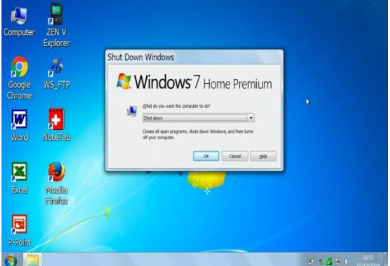 Computer
ZEN V
Explorer
Google
Chrome
WS_FTP
Word
NoteTab
Excel
Mozilla
Firefox
Shut Down Windows
Windows 7 Home Premium
What do you want the computer to do?
Shut down
Closes all open programs, shuts down Windows, and then turns
off your computer.
OK
Cancel
Help